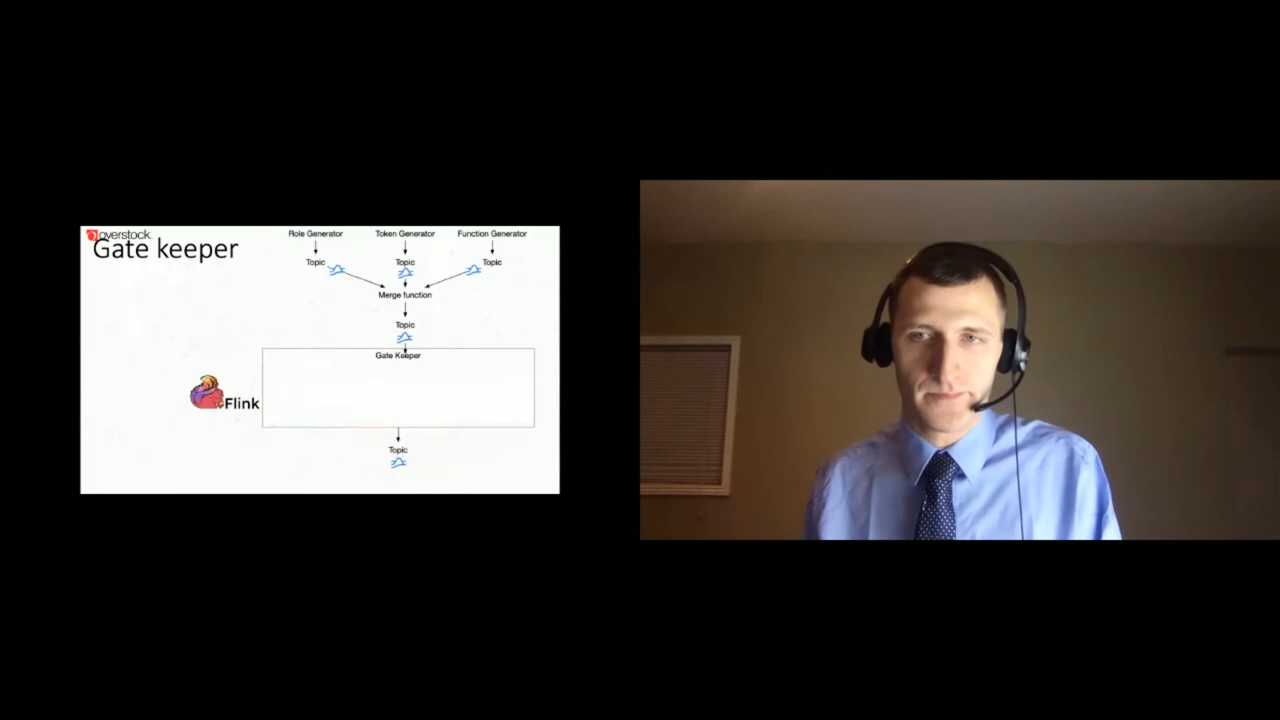 overstock
Gate keeper
Role Generator Token Generator Function Generator
Topic Topic Topic
Merge function
Topic
Gate Keeper
Flink
Topic